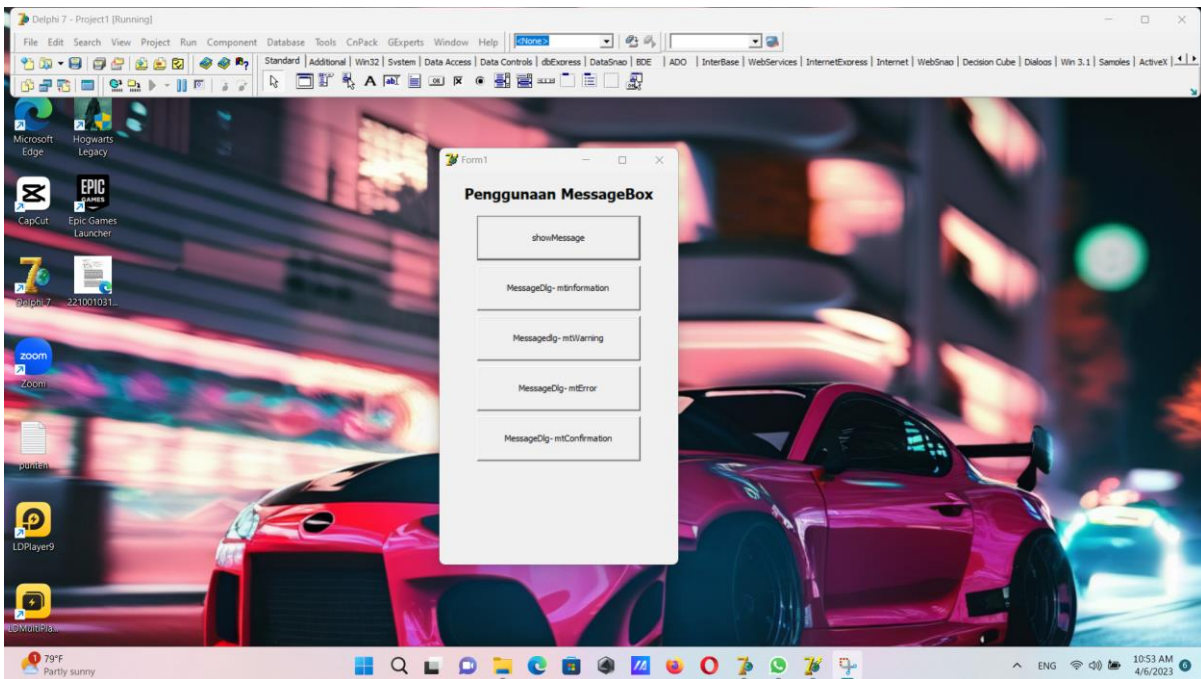 Delphi 7 - Project1 [Running]
File Edit Search View Project Run Component Database Tools CnPack GExperts Window Help <None>
Standard Additional Win32 System Data Access Data Controls dbExpress DataSnap BDE ADO InterBase WebServices InternetExpress Internet WebSnap Decision Cube Dialogs Win 3.1 Samples ActiveX
Microsoft Edge
Hogwarts Legacy
CapCut
EPIC GAMES
Epic Games Launcher
Delphi 7
221001031...
zoom
Zoom
punten
LDPlayer9
LDMultiPla...
Form1
Penggunaan MessageBox
showMessage
MessageDlg- mtinformation
Messagedlg- mtWarning
MessageDlg- mtError
MessageDlg- mtConfirmation
1
79°F
Partly sunny
ENG
10:53 AM
4/6/2023
6